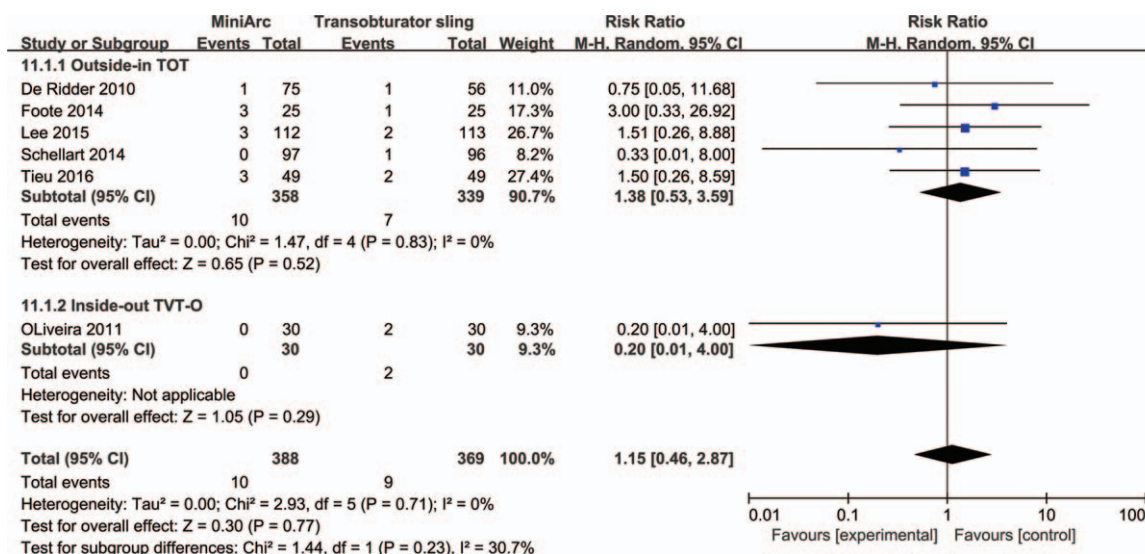 MiniArc Transobturator sling Risk Ratio Risk Ratio
Study or Subgroup Events Total Events Total Weight M-H. Random. 95% CI M-H. Random. 95% CI
11.1.1 Outside-in TOT
De Ridder 2010 1 75 1 56 11.0% 0.75 [0.05, 11.68]
Foote 2014 3 25 1 25 17.3% 3.00 [0.33, 26.92]
Lee 2015 3 112 2 113 26.7% 1.51 [0.26, 8.88]
Schellart 2014 0 97 1 96 8.2% 0.33 [0.01, 8.00]
Tieu 2016 3 49 2 49 27.4% 1.50 [0.26, 8.59]
Subtotal (95% CI) 358 339 90.7% 1.38 [0.53, 3.59]
Total events 10 7
Heterogeneity: Tau² = 0.00; Chi² = 1.47, df = 4 (P = 0.83); I² = 0%
Test for overall effect: Z = 0.65 (P = 0.52)
11.1.2 Inside-out TVT-O
OLiveira 2011 0 30 2 30 9.3% 0.20 [0.01, 4.00]
Subtotal (95% CI) 30 30 9.3% 0.20 [0.01, 4.00]
Total events 0 2
Heterogeneity: Not applicable
Test for overall effect: Z = 1.05 (P = 0.29)
Total (95% CI) 388 369 100.0% 1.15 [0.46, 2.87]
Total events 10 9
Heterogeneity: Tau² = 0.00; Chi² = 2.93, df = 5 (P = 0.71); I² = 0%
Test for overall effect: Z = 0.30 (P = 0.77)
Test for subgroup differences: Chi² = 1.44, df = 1 (P = 0.23), I² = 30.7%
0.01 0.1 1 10 100
Favours [experimental] Favours [control]